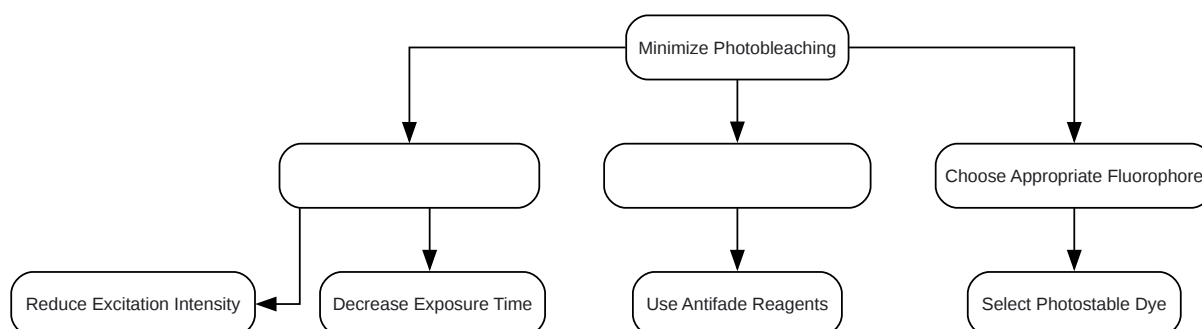 Minimize Photobleaching
Choose Appropriate Fluorophore
Reduce Excitation Intensity
Decrease Exposure Time
Use Antifade Reagents
Select Photostable Dye